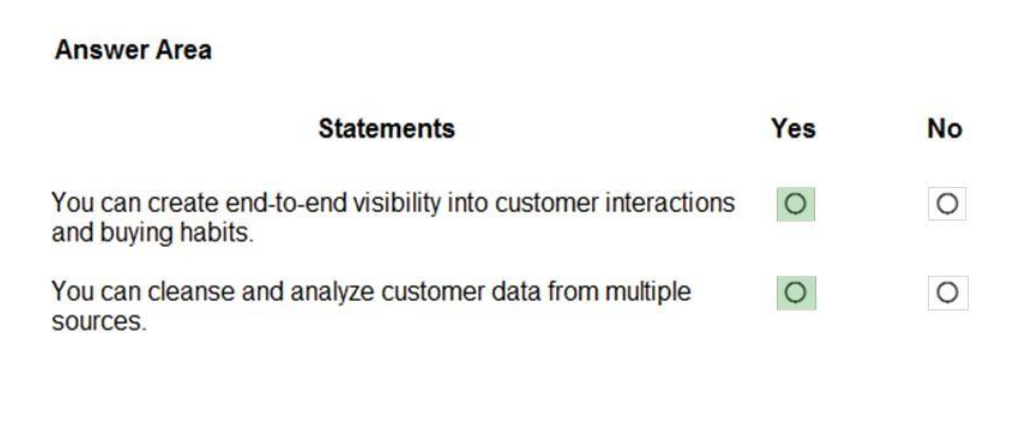 Answer Area
Statements Yes No
You can create end-to-end visibility into customer interactions
and buying habits.
You can cleanse and analyze customer data from multiple
sources.